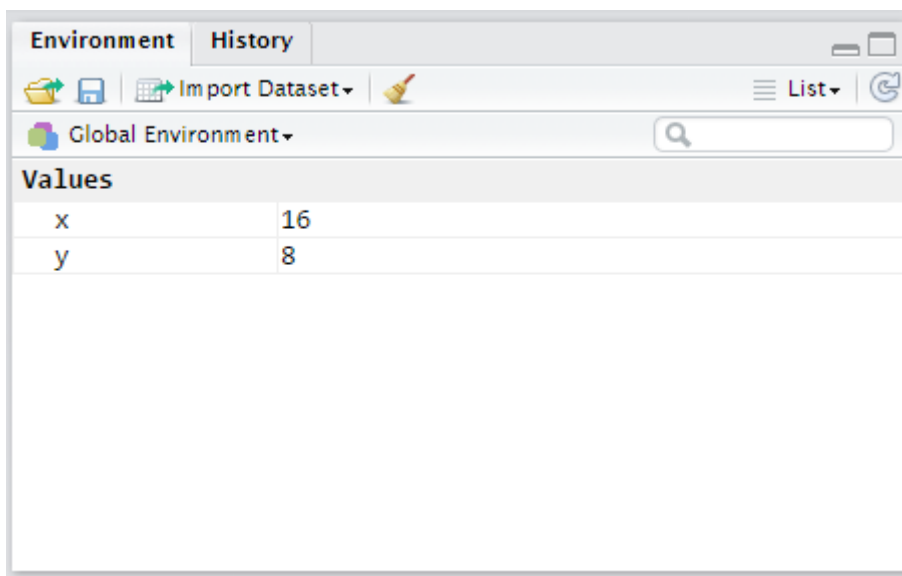 Environment History
Import Dataset List
Global Environment
Values
x 16
y 8